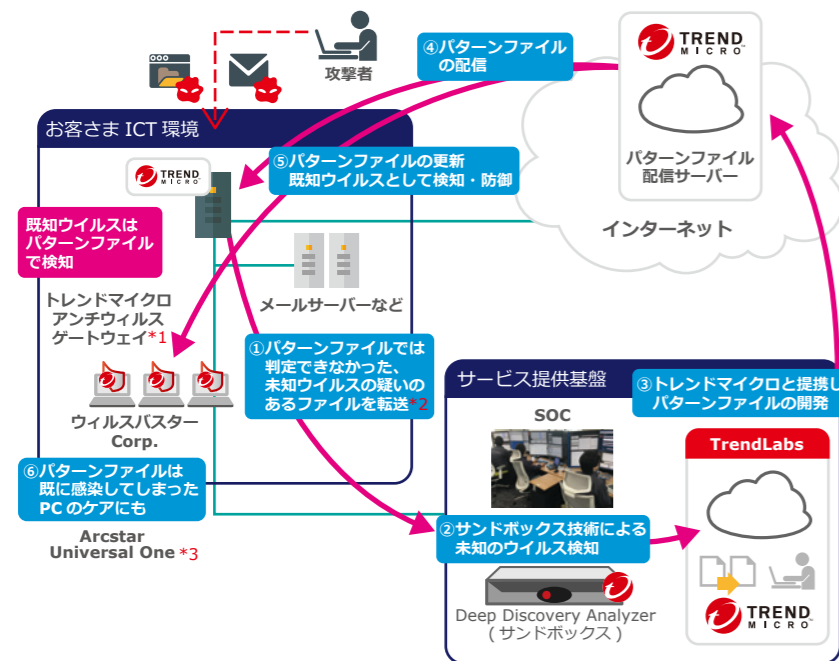 攻撃者
④パターンファイル
の配信
TREND
MICRO
パターンファイル
配信サーバー
インターネット
お客さま ICT 環境
TREND
MICRO
⑤パターンファイルの更新
既知ウイルスとして検知・防御
既知ウイルスは
パターンファイル
で検知
メールサーバーなど
トレンドマイクロ
アンチウィルス
ゲートウェイ*1
①パターンファイルでは
判定できなかった、
未知ウイルスの疑いの
あるファイルを転送*2
ウィルスバスター
Corp.
⑥パターンファイルは
既に感染してしまった
PC のケアにも
Arcstar
Universal One *3
サービス提供基盤
③トレンドマイクロと提携し
パターンファイルの開発
SOC
TrendLabs
②サンドボックス技術による
未知のウイルス検知
Deep Discovery Analyzer
( サンドボックス )
TREND
MICRO